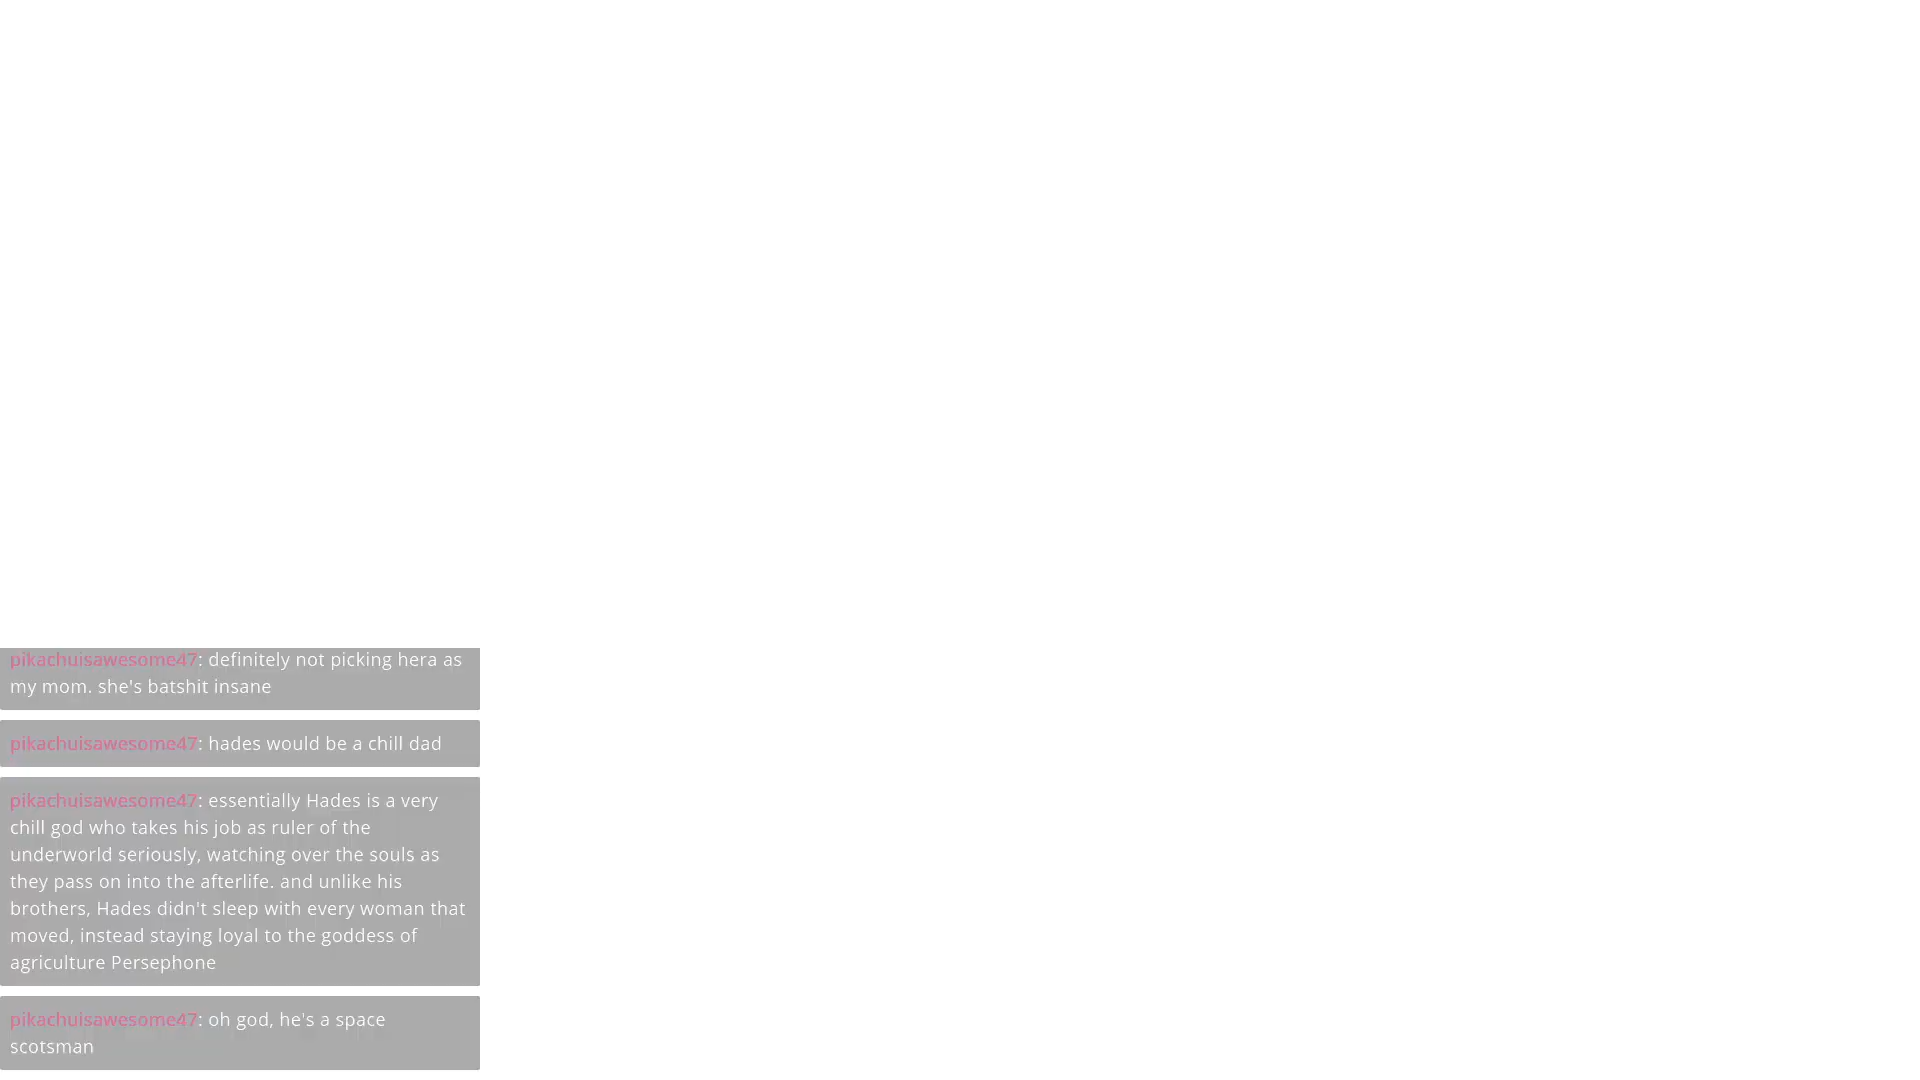 pikachuisawesome47: definitely not picking hera as
my mom. she's batshit insane
pikachuisawesome47: hades would be a chill dad
pikachuisawesome47: essentially Hades is a very
chill god who takes his job as ruler of the
underworld seriously, watching over the souls as
they pass on into the afterlife. and unlike his
brothers, Hades didn't sleep with every woman that
moved, instead staying loyal to the goddess of
agriculture Persephone
pikachuisawesome47: oh god, he's a space
scotsman